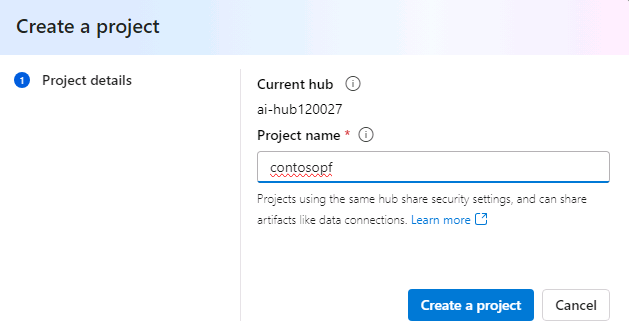 Create a project
1 Project details
Current hub
ai-hub120027
Project name *
contosopf
Projects using the same hub share security settings, and can share
artifacts like data connections. Learn more
Create a project Cancel